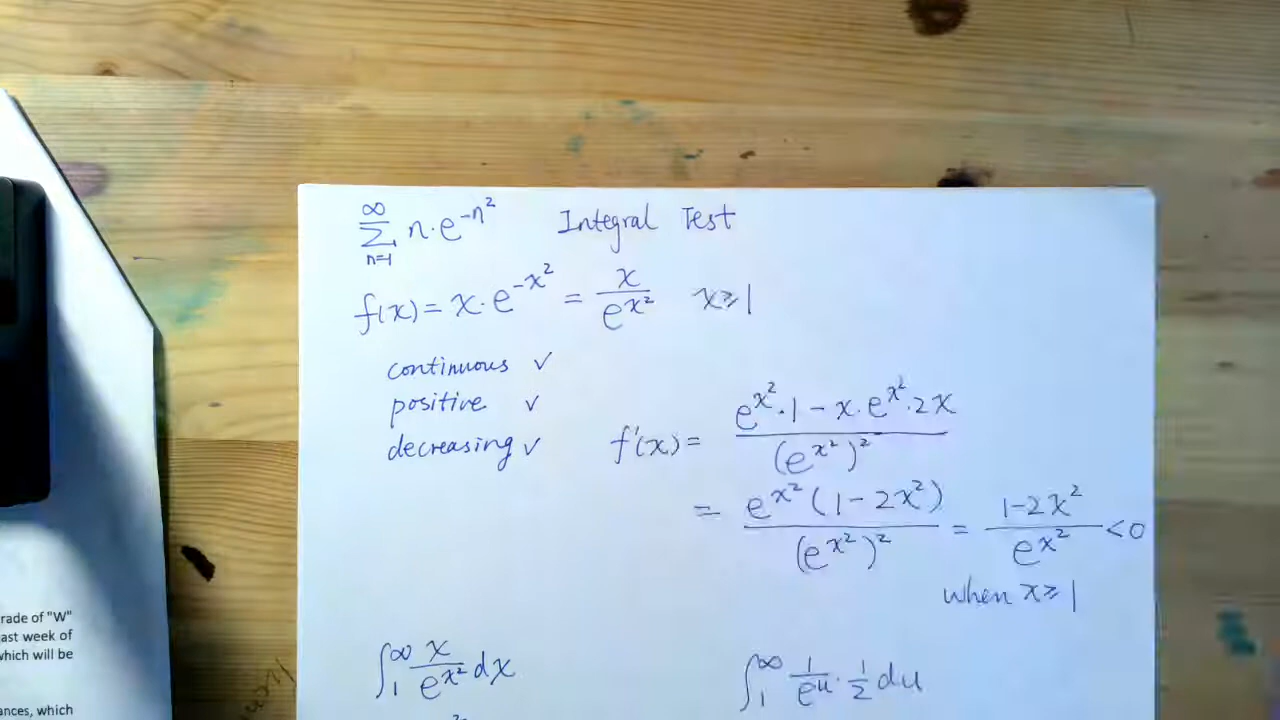 ∑_{n=1}^{∞} n·e^{-n²}   Integral Test
f(x) = x·e^{-x²} = x/e^{x²}   x ⩾ 1
continuous ✓
positive ✓
decreasing ✓   f'(x) = (e^{x²}·1 - x·e^{x²}·2x)/(e^{x²})²
= e^{x²}(1-2x²)/(e^{x²})² = (1-2x²)/e^{x²} < 0
when x ⩾ 1
∫_1^∞ x/e^{x²} dx   ∫_1^∞ 1/e^u · 1/2 du
rade of "W"
ast week of
which will be
ances, which